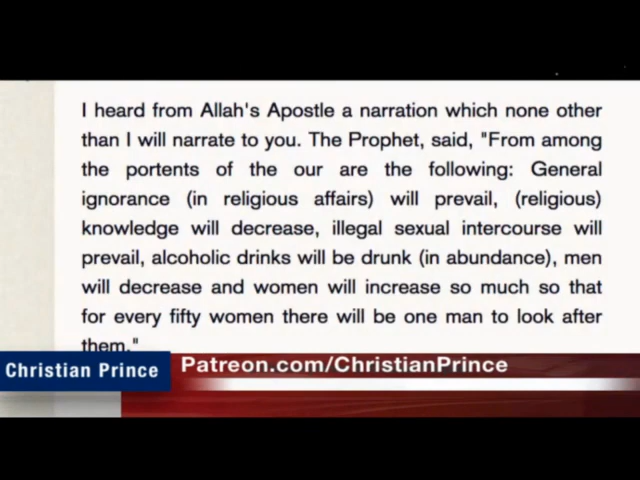 I heard from Allah's Apostle a narration which none other
than I will narrate to you. The Prophet, said, "From among
the portents of the our are the following: General
ignorance (in religious affairs) will prevail, (religious)
knowledge will decrease, illegal sexual intercourse will
prevail, alcoholic drinks will be drunk (in abundance), men
will decrease and women will increase so much so that
for every fifty women there will be one man to look after
them."
Christian Prince
Patreon.com/ChristianPrince